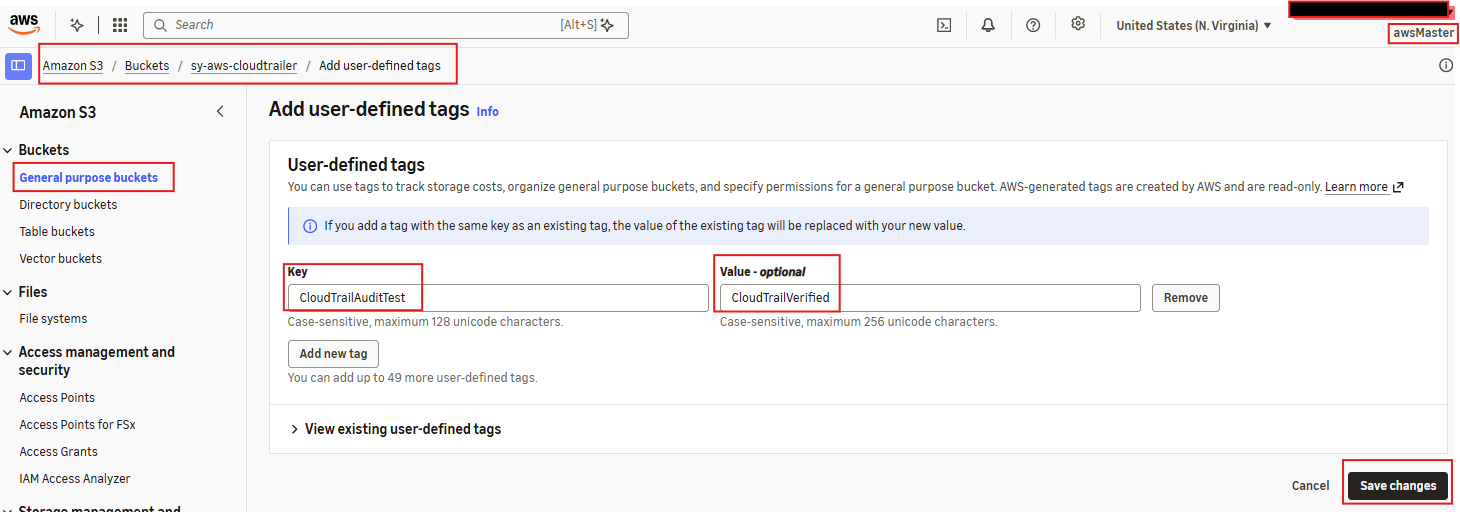 aws
Search [Alt+S]
United States (N. Virginia)
awsMaster
Amazon S3 / Buckets / sy-aws-cloudtrailer / Add user-defined tags
Amazon S3
Buckets
General purpose buckets
Directory buckets
Table buckets
Vector buckets
Files
File systems
Access management and
security
Access Points
Access Points for FSx
Access Grants
IAM Access Analyzer
Storage management and
Add user-defined tags Info
User-defined tags
You can use tags to track storage costs, organize general purpose buckets, and specify permissions for a general purpose bucket. AWS-generated tags are created by AWS and are read-only. Learn more
If you add a tag with the same key as an existing tag, the value of the existing tag will be replaced with your new value.
Key Value - optional
CloudTrailAuditTest CloudTrailVerified Remove
Case-sensitive, maximum 128 unicode characters. Case-sensitive, maximum 256 unicode characters.
Add new tag
You can add up to 49 more user-defined tags.
View existing user-defined tags
Cancel Save changes